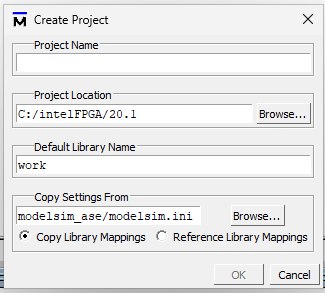 Create Project
Project Name
Project Location
C:/intelFPGA/20.1
Browse...
Default Library Name
work
Copy Settings From
modelsim_ase/modelsim.ini
Browse...
Copy Library Mappings
Reference Library Mappings
OK
Cancel